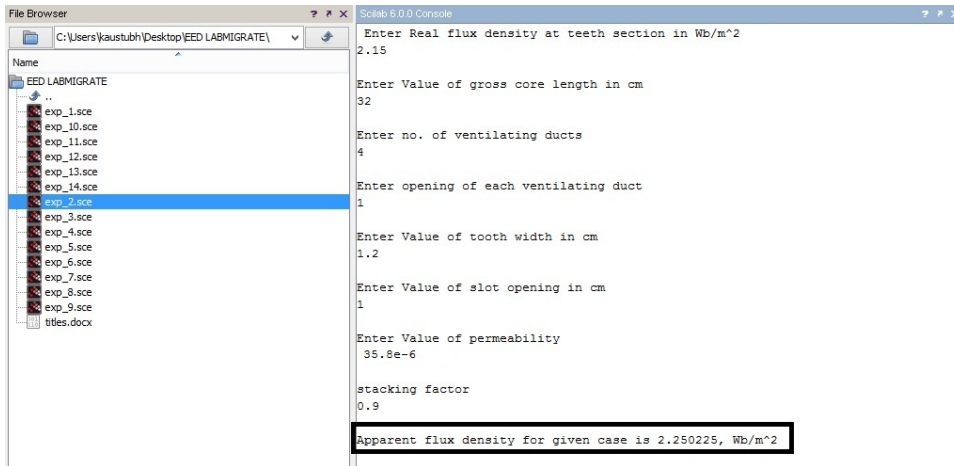 File Browser
? ↗ X
C:\Users\kaustubh\Desktop\EED LABMIGRATE\
Name
EED LABMIGRATE
..
exp_1.sce
exp_10.sce
exp_11.sce
exp_12.sce
exp_13.sce
exp_14.sce
exp_2.sce
exp_3.sce
exp_4.sce
exp_5.sce
exp_6.sce
exp_7.sce
exp_8.sce
exp_9.sce
titles.docx
Scilab 6.0.0 Console
? ↗ X
Enter Real flux density at teeth section in Wb/m^2
2.15
Enter Value of gross core length in cm
32
Enter no. of ventilating ducts
4
Enter opening of each ventilating duct
1
Enter Value of tooth width in cm
1.2
Enter Value of slot opening in cm
1
Enter Value of permeability
35.8e-6
stacking factor
0.9
Apparent flux density for given case is 2.250225, Wb/m^2